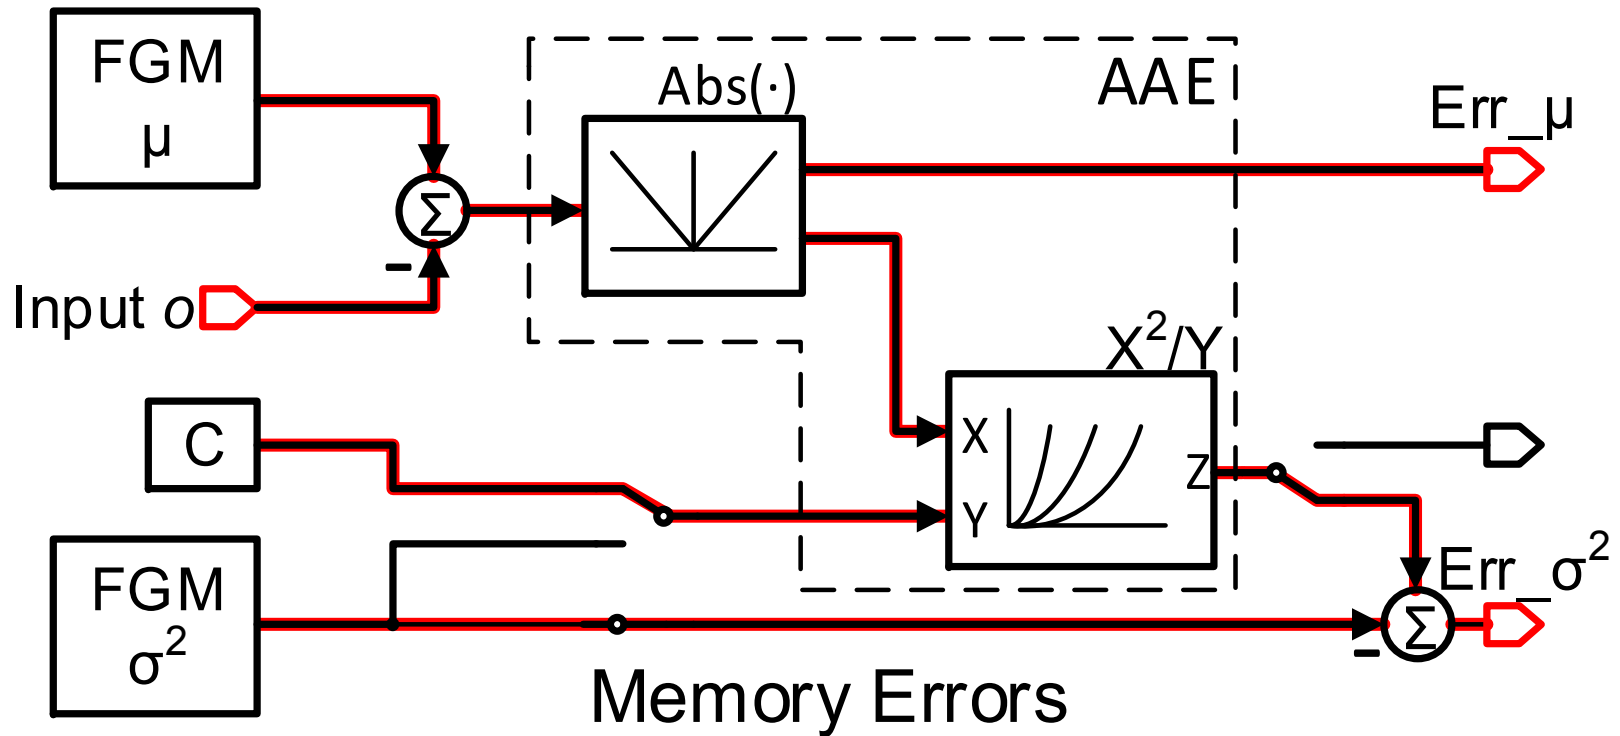 FGM
μ
Abs(·)
AAE
Err_μ
Σ
-
Input o
X²/Y
C
X
Y
Z
FGM
σ²
Err_σ²
Σ
-
Memory Errors